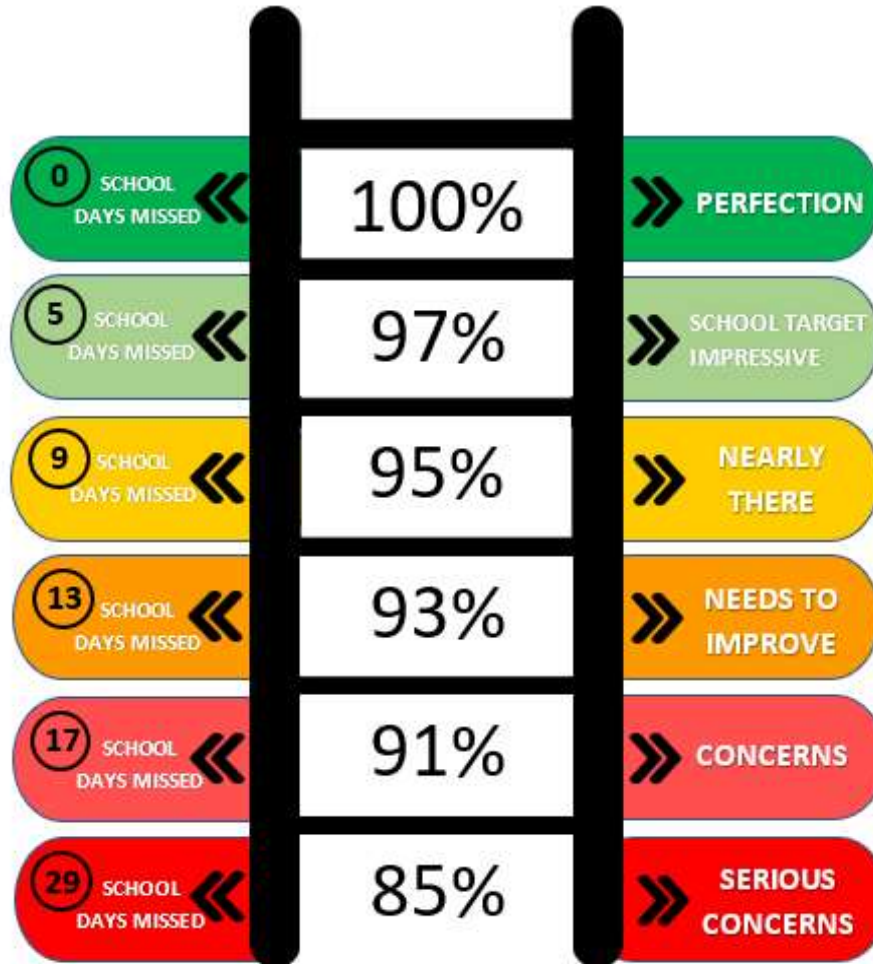 0 SCHOOL
DAYS MISSED
100%
PERFECTION
5 SCHOOL
DAYS MISSED
97%
SCHOOL TARGET
IMPRESSIVE
9 SCHOOL
DAYS MISSED
95%
NEARLY
THERE
13 SCHOOL
DAYS MISSED
93%
NEEDS TO
IMPROVE
17 SCHOOL
DAYS MISSED
91%
CONCERNS
29 SCHOOL
DAYS MISSED
85%
SERIOUS
CONCERNS